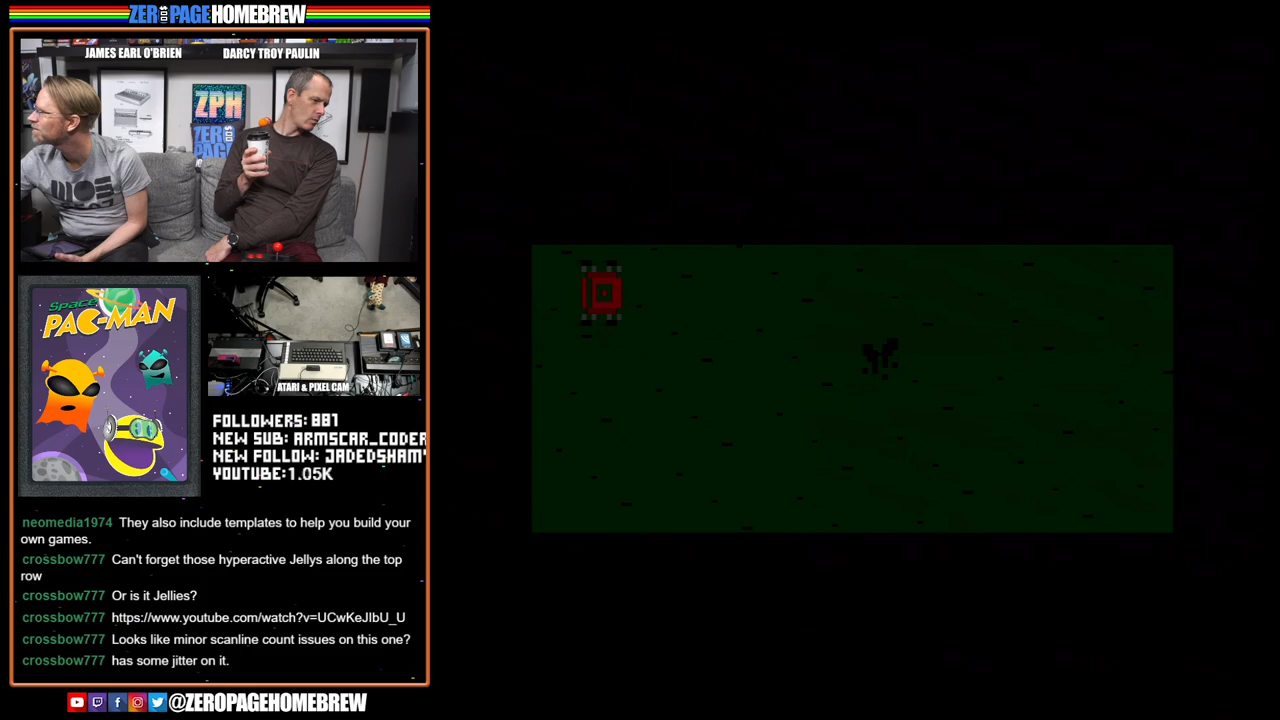 ZEROPAGE HOMEBREW
JAMES EARL O'BRIEN
DARCY TROY PAULIN
ZPH
ZERO
PAGE
Space
PAC-MAN
ATARI & PIXEL CAM
FOLLOWERS: 881
NEW SUB: ARMSCAR_CODER
NEW FOLLOW: JADEDSHAM
YOUTUBE:1.05K
neomedia1974 They also include templates to help you build your
own games.
crossbow777 Can't forget those hyperactive Jellys along the top
row
crossbow777 Or is it Jellies?
crossbow777 https://www.youtube.com/watch?v=UCwKeJIbU_U
crossbow777 Looks like minor scanline count issues on this one?
crossbow777 has some jitter on it.
@ZEROPAGEHOMEBREW